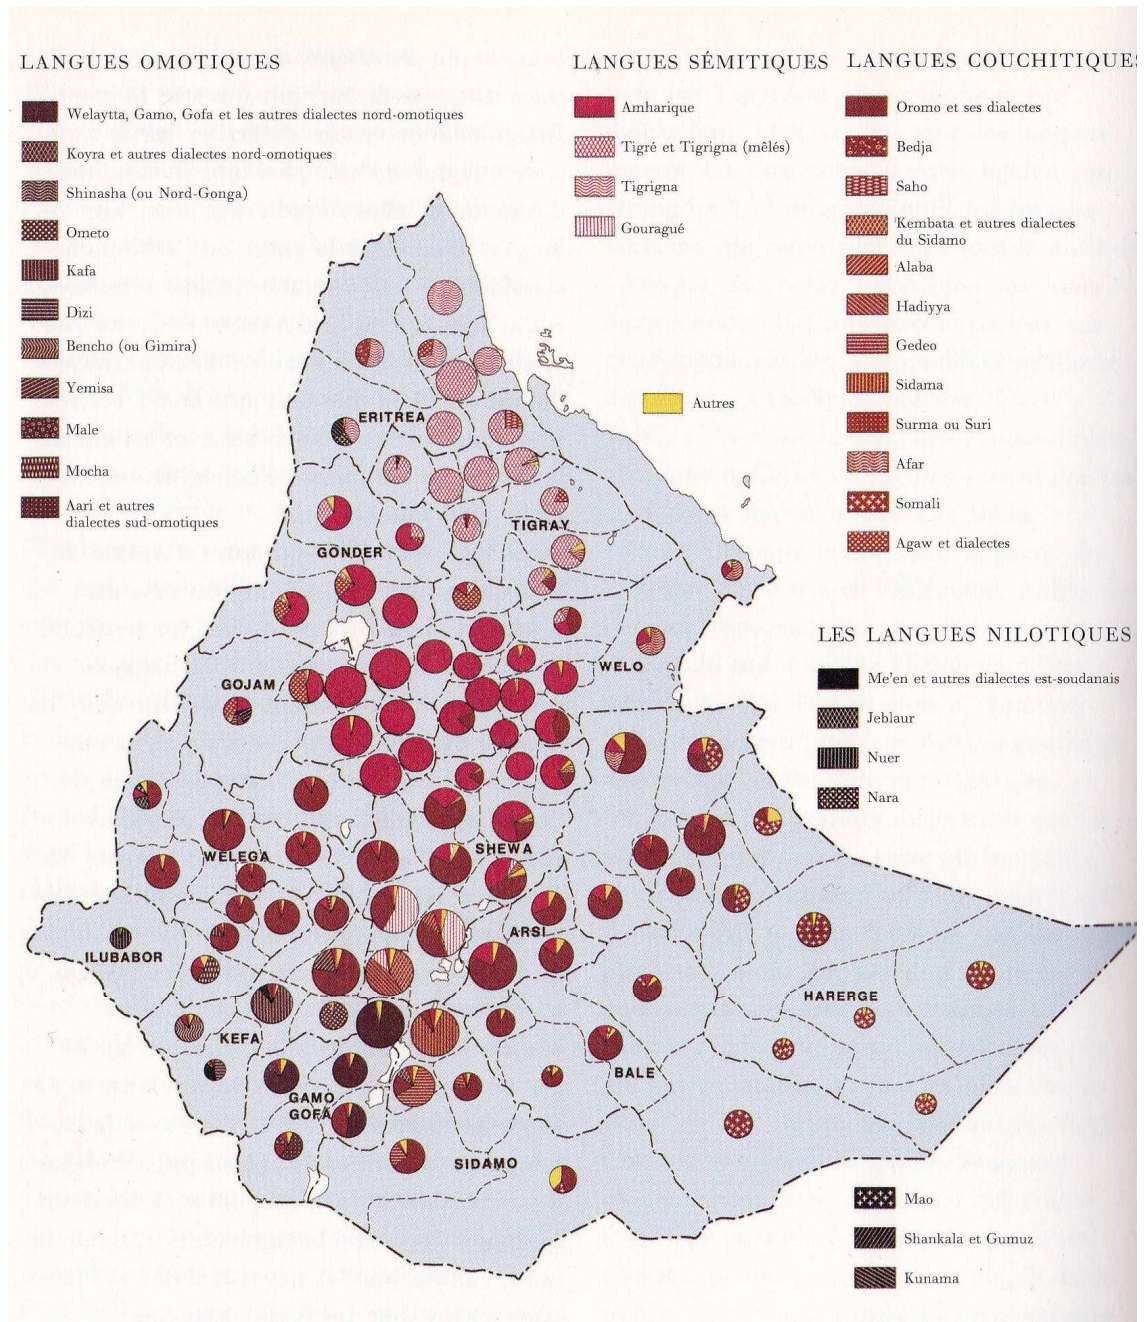 LANGUES OMOTIQUES
Welaytta, Gamo, Gofa et les autres dialectes nord-omotiques
Koyra et autres dialectes nord-omotiques
Shinasha (ou Nord-Gonga)
Ometo
Kafa
Dizi
Bencho (ou Gimira)
Yemisa
Male
Mocha
Aari et autres
dialectes sud-omotiques
LANGUES SÉMITIQUES
Amharique
Tigré et Tigrigna (mêlés)
Tigrigna
Gouragué
Autres
LANGUES COUCHITIQUES
Oromo et ses dialectes
Bedja
Saho
Kembata et autres dialectes
du Sidamo
Alaba
Hadiyya
Gedeo
Sidama
Surma ou Suri
Afar
Somali
Agaw et dialectes
LES LANGUES NILOTIQUES
Me'en et autres dialectes est-soudanais
Jeblaur
Nuer
Nara
ERITREA
TIGRAY
GONDER
WELO
GOJAM
SHEWA
WELEGA
ARSI
ILUBABOR
HARERGE
KEFA
BALE
GAMO
GOFA
SIDAMO
Mao
Shankala et Gumuz
Kunama